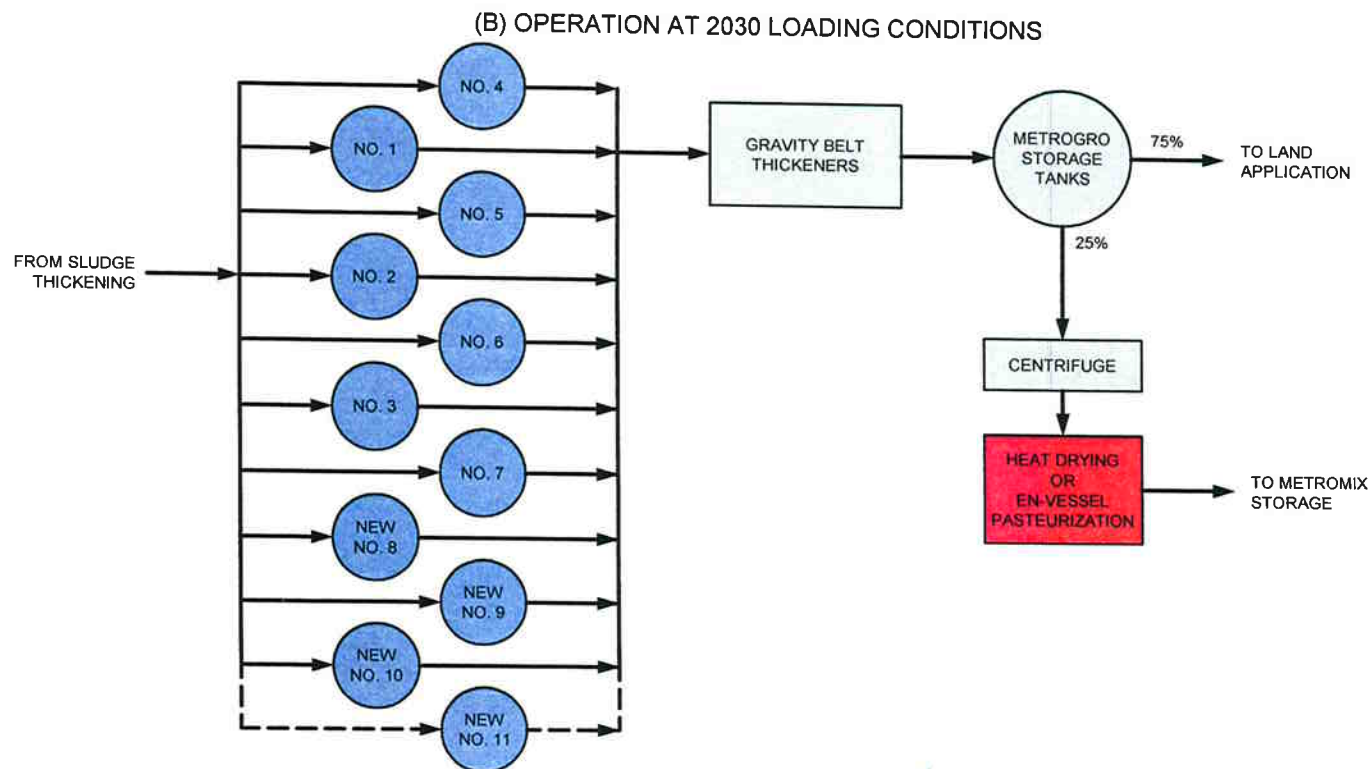 (B) OPERATION AT 2030 LOADING CONDITIONS
NO. 4
NO. 1
NO. 5
FROM SLUDGE
THICKENING
NO. 2
NO. 6
NO. 3
NO. 7
NEW
NO. 8
NEW
NO. 9
NEW
NO. 10
NEW
NO. 11
GRAVITY BELT
THICKENERS
METROGRO
STORAGE
TANKS
75%
TO LAND
APPLICATION
25%
CENTRIFUGE
HEAT DRYING
OR
EN-VESSEL
PASTEURIZATION
TO METROMIX
STORAGE